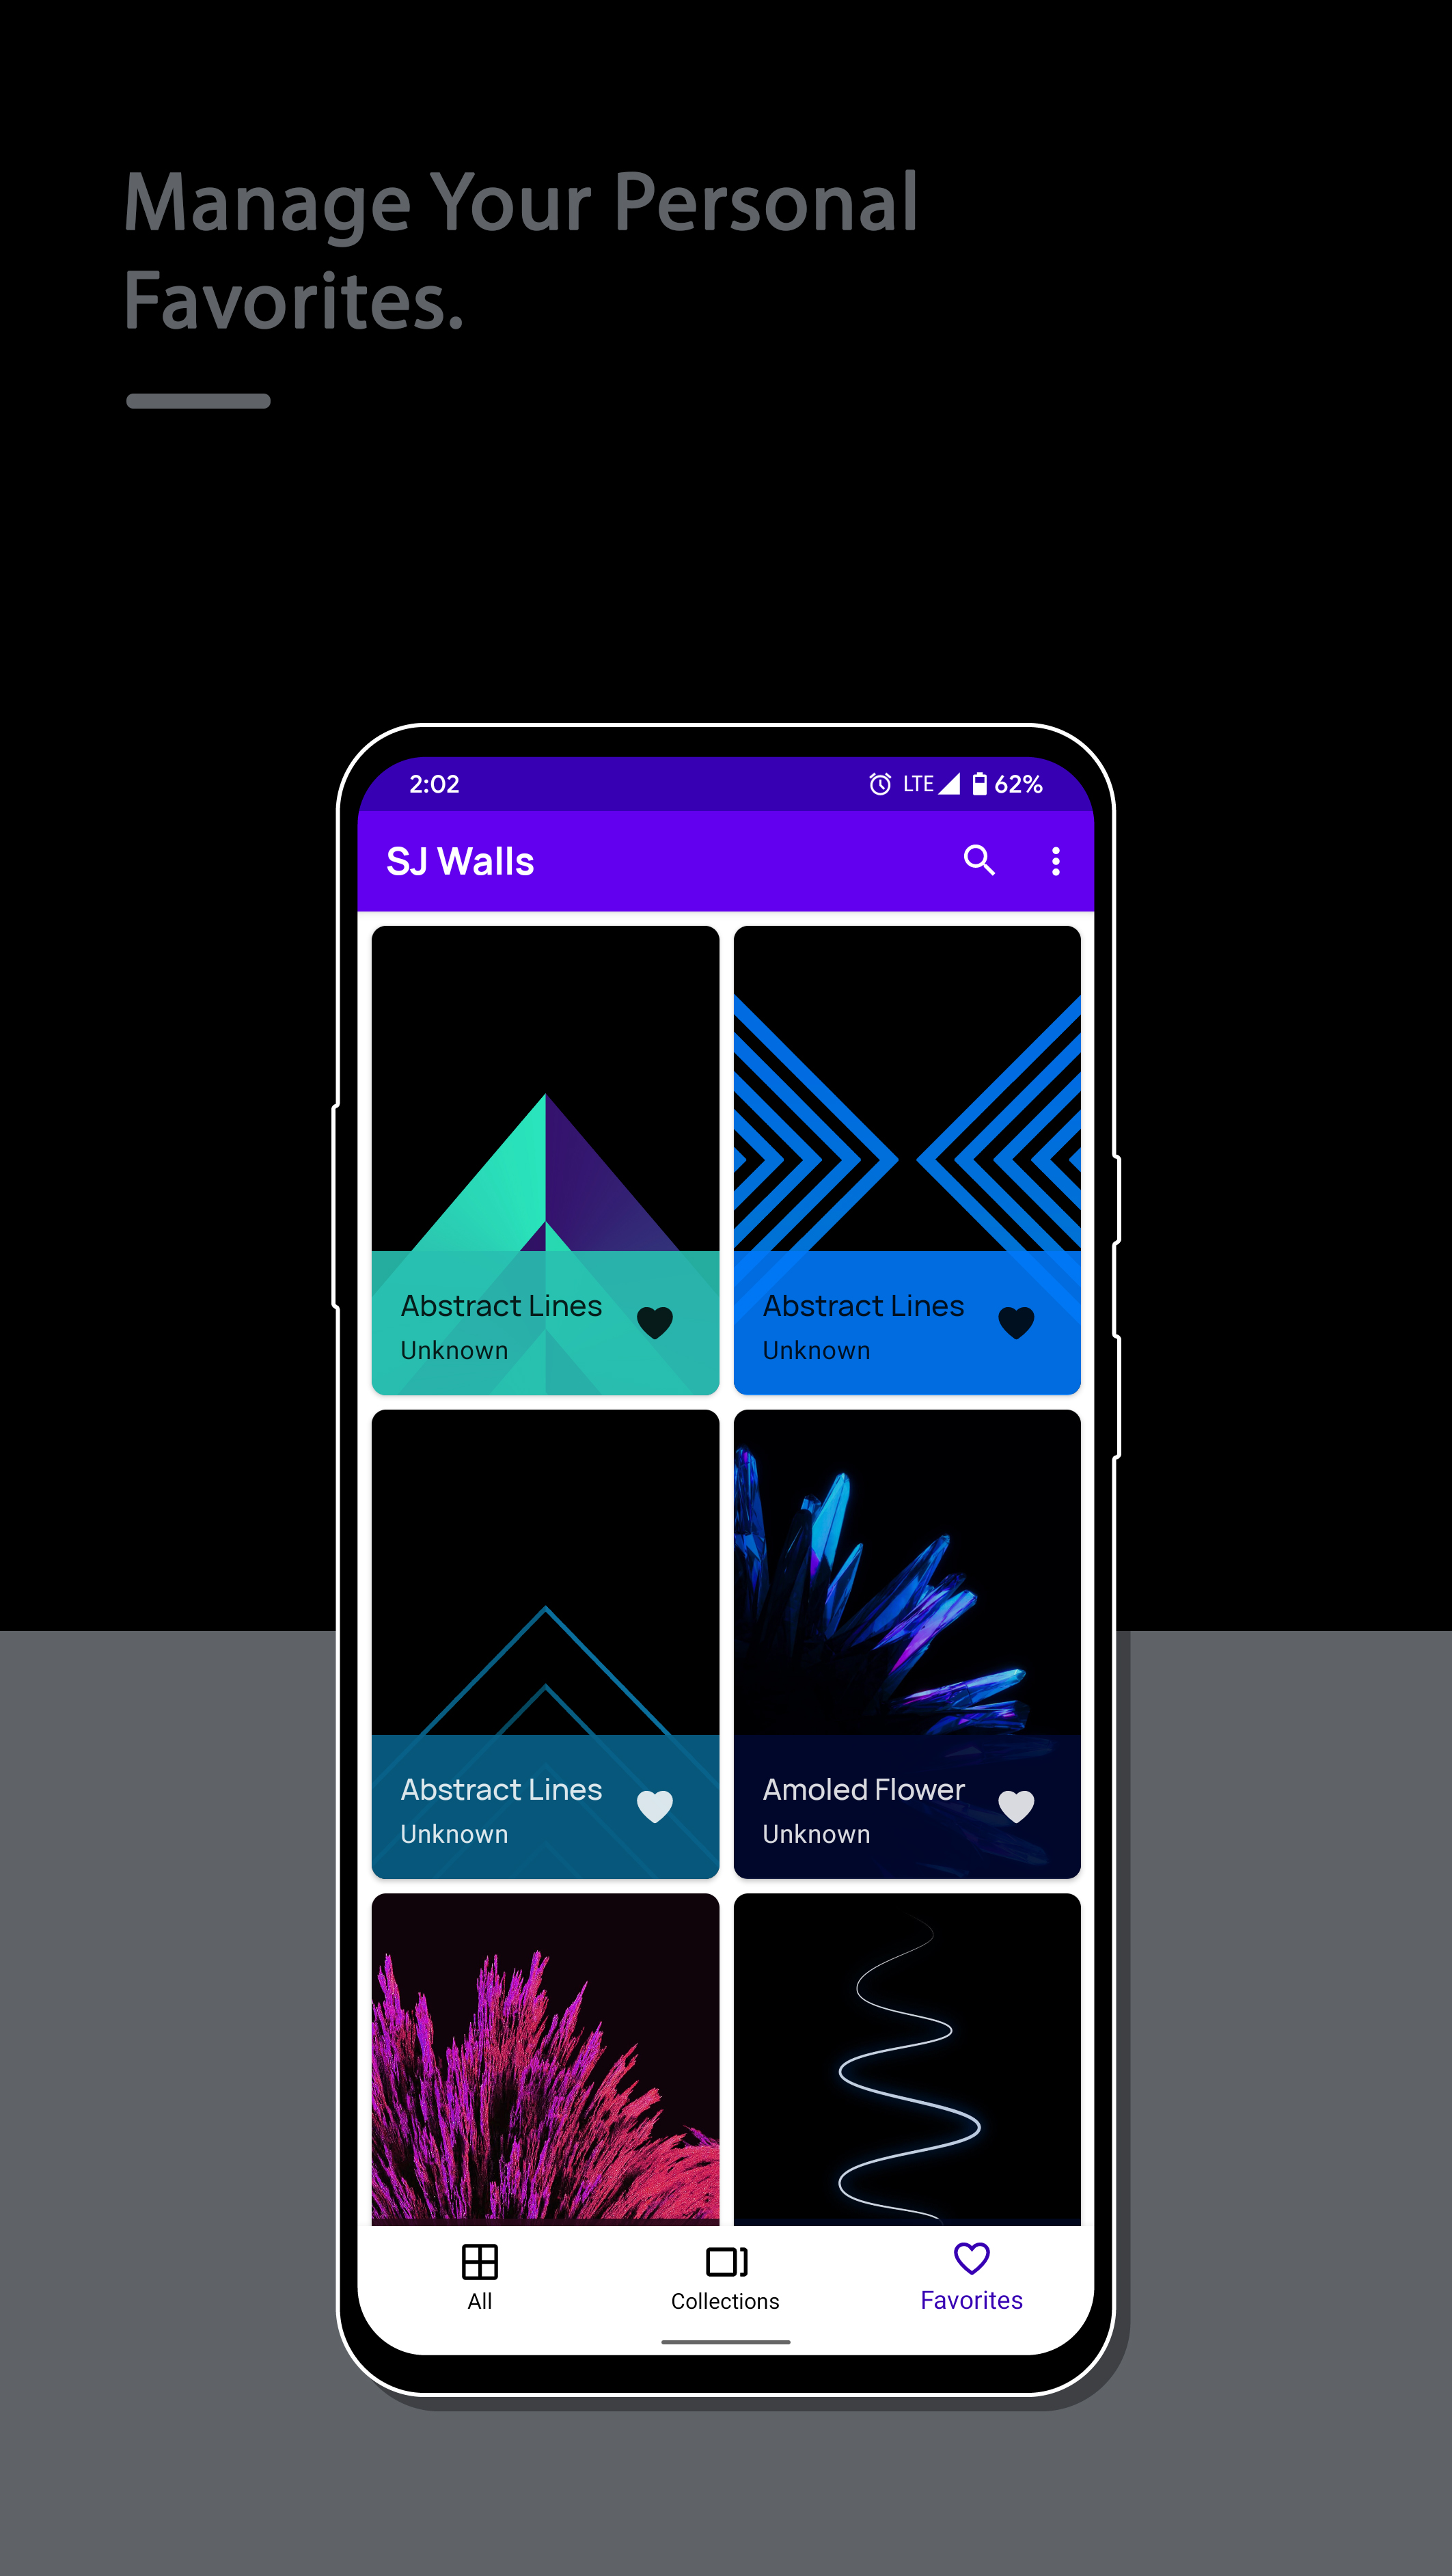 Manage Your Personal
Favorites.
2:02 LTE 62%
SJ Walls
Abstract Lines
Unknown
Abstract Lines
Unknown
Abstract Lines
Unknown
Amoled Flower
Unknown
All
Collections
Favorites